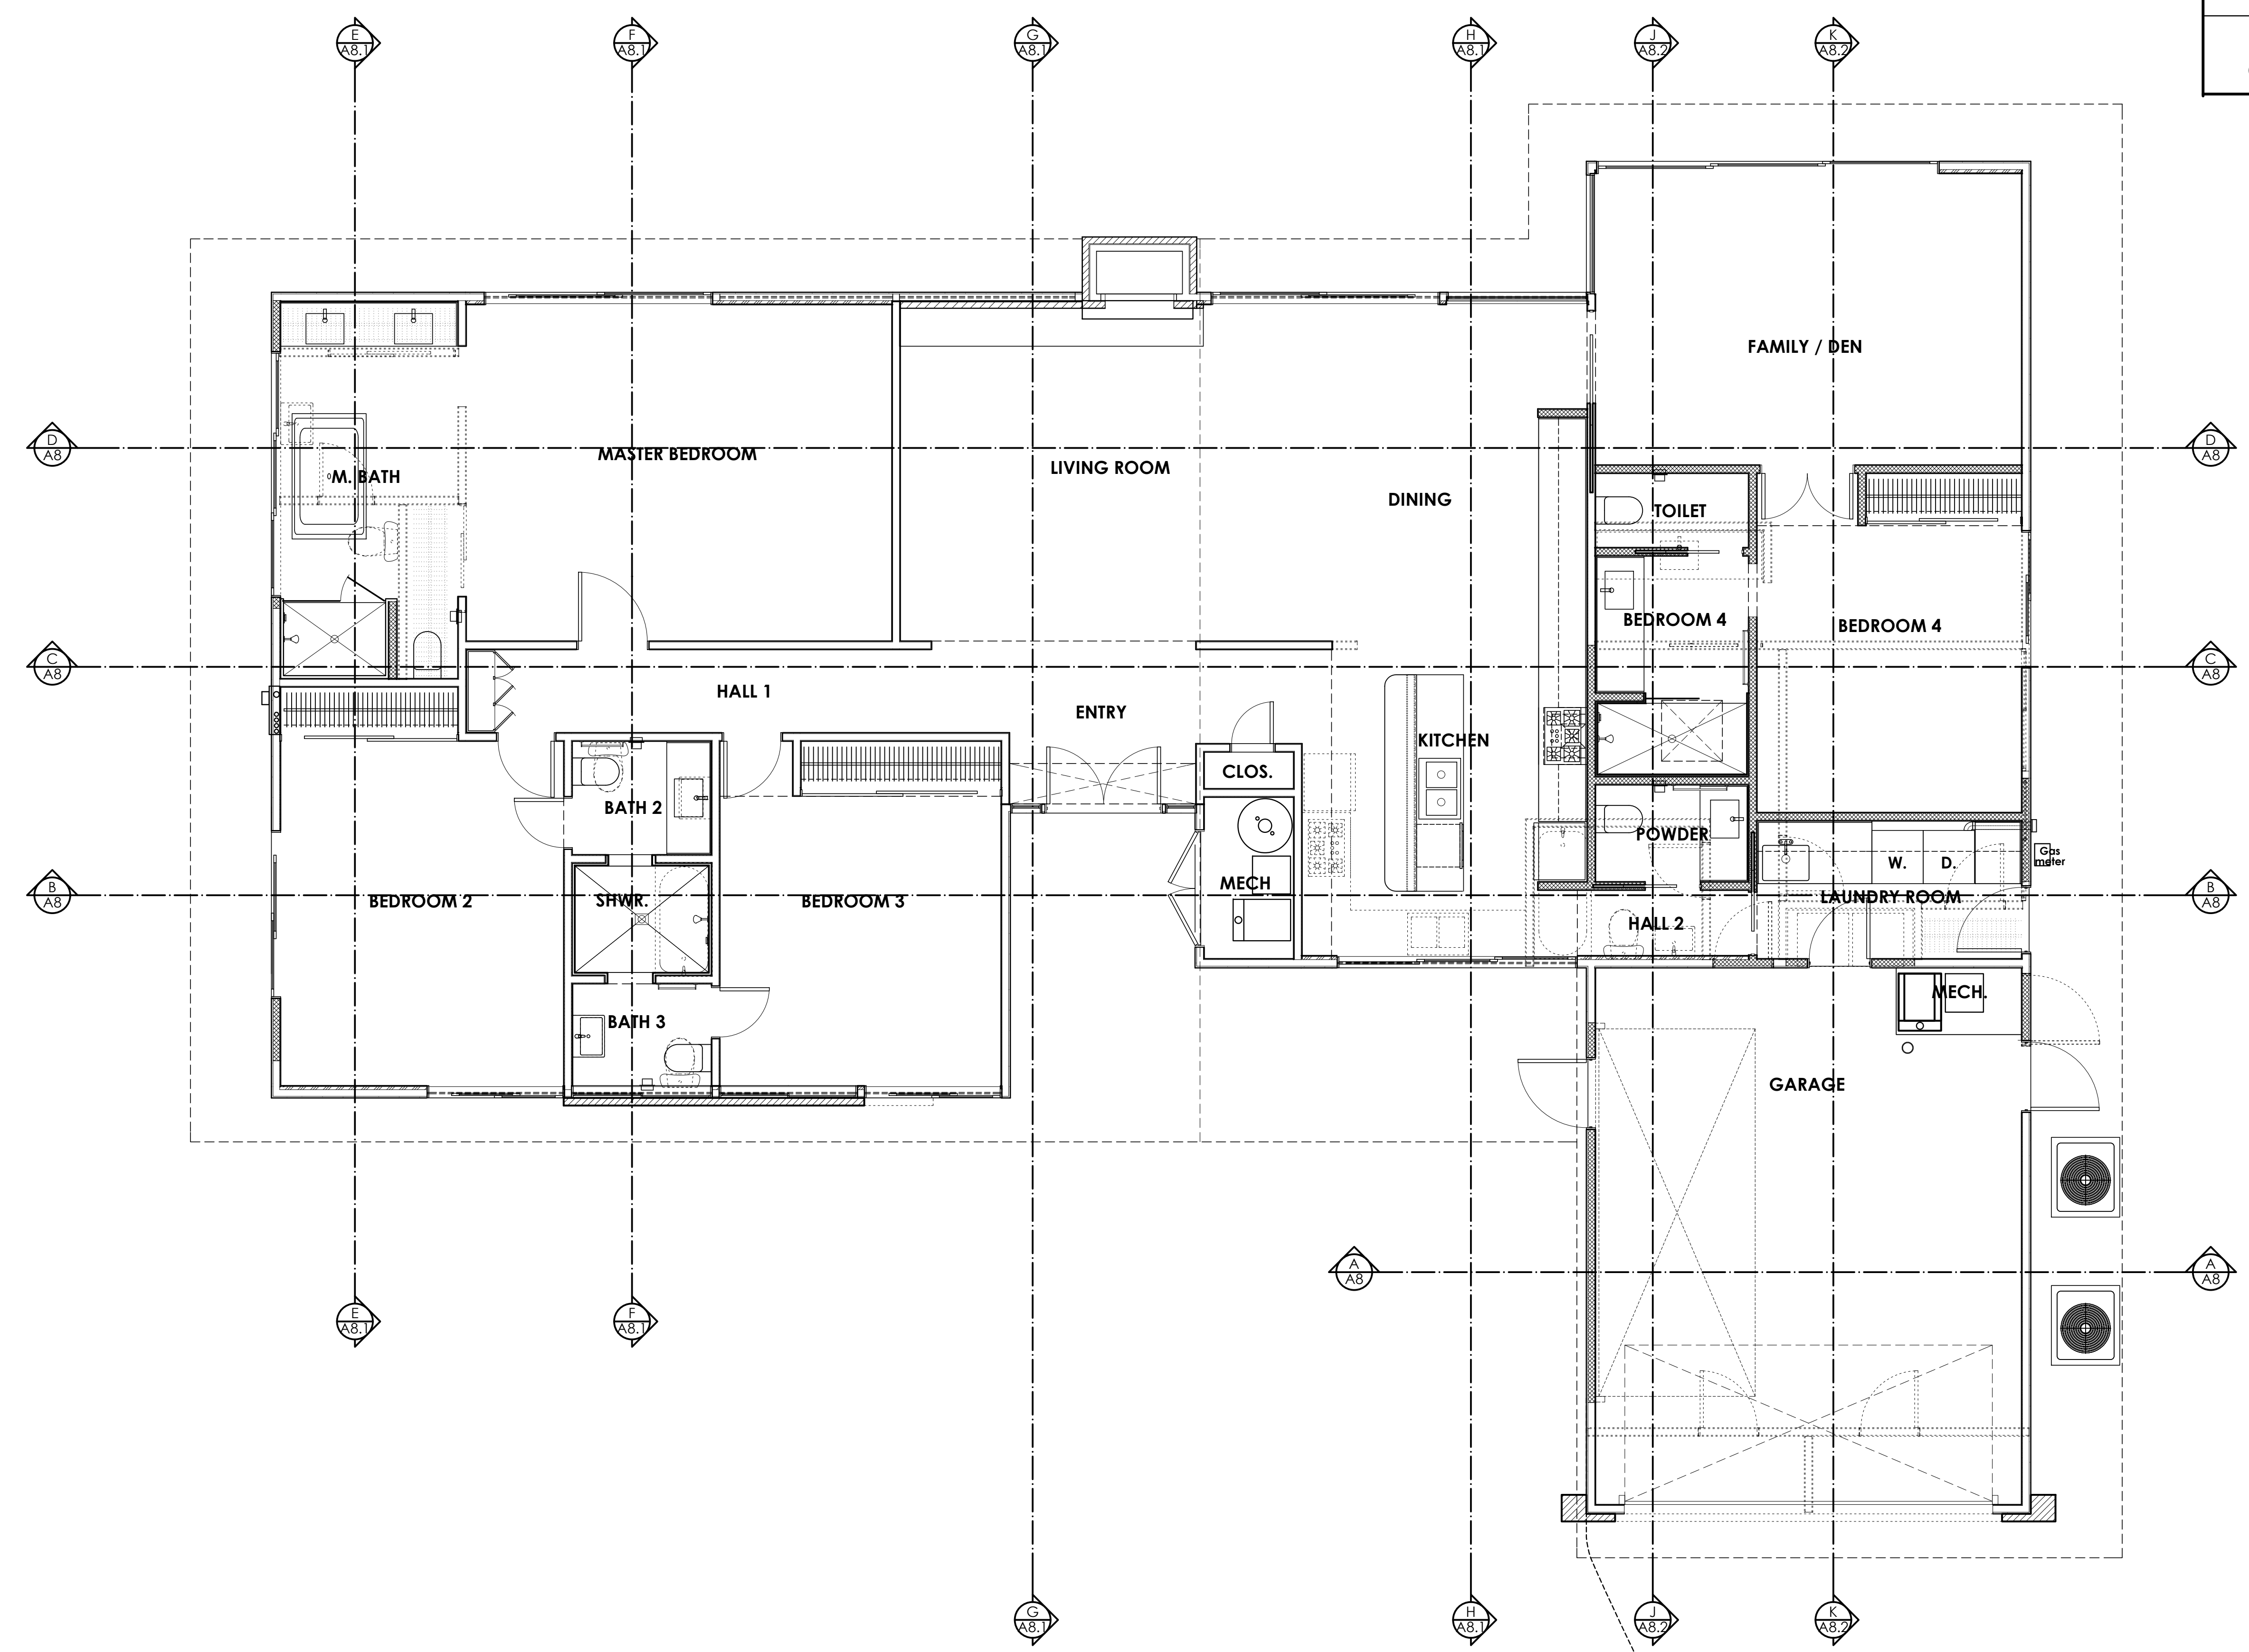 E
A8.1
F
A8.1
G
A8.1
H
A8.1
J
A8.2
K
A8.2
FAMILY / DEN
D
A8
MASTER BEDROOM
LIVING ROOM
D
A8
M. BATH
DINING
TOILET
BEDROOM 4
BEDROOM 4
C
A8
C
A8
HALL 1
ENTRY
KITCHEN
CLOS.
BATH 2
POWDER
W.
D.
Gas
meter
MECH
B
A8
BEDROOM 2
SHWR.
BEDROOM 3
LAUNDRY ROOM
B
A8
HALL 2
MECH.
BATH 3
GARAGE
A
A8
A
A8
E
A8.1
F
A8.1
G
A8.1
H
A8.1
J
A8.2
K
A8.2